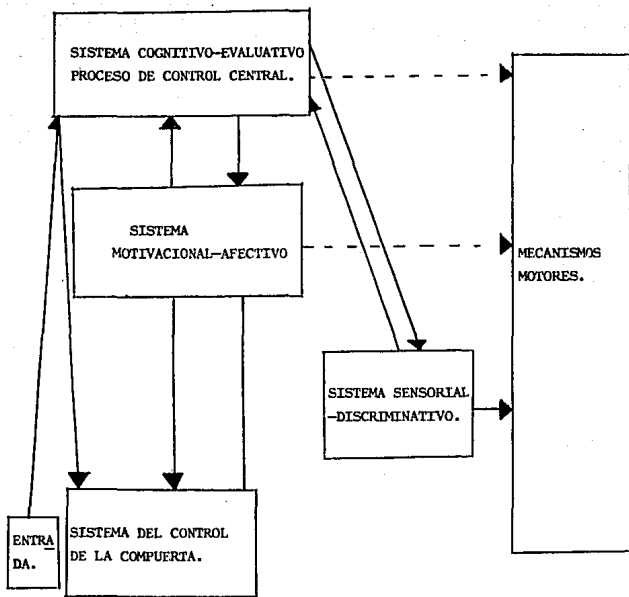 SISTEMA COGNITIVO-EVALUATIVO
PROCESO DE CONTROL CENTRAL.
SISTEMA
MOTIVACIONAL-AFECTIVO
MECANISMOS
MOTORES.
SISTEMA SENSORIAL
-DISCRIMINATIVO.
ENTRA
DA.
SISTEMA DEL CONTROL
DE LA COMPUERTA.